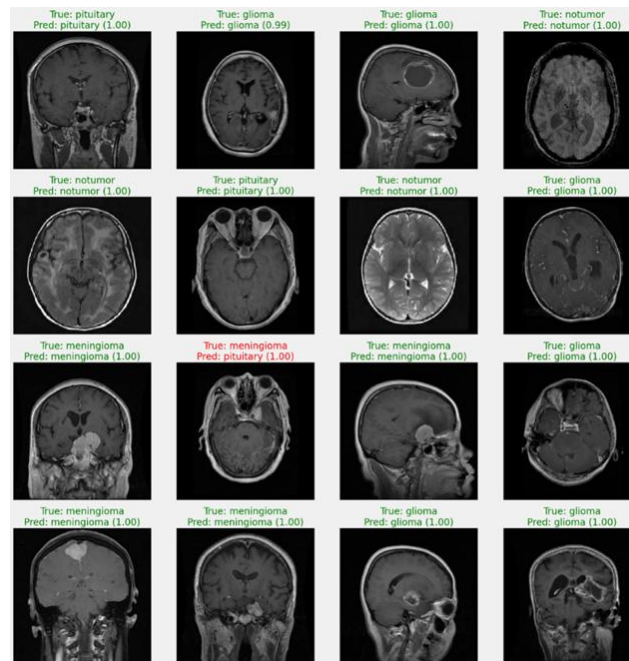 True: pituitary
Pred: pituitary (1.00)
True: glioma
Pred: glioma (0.99)
True: glioma
Pred: glioma (1.00)
True: notumor
Pred: notumor (1.00)
True: notumor
Pred: notumor (1.00)
True: pituitary
Pred: pituitary (1.00)
True: notumor
Pred: notumor (1.00)
True: glioma
Pred: glioma (1.00)
True: meningioma
Pred: meningioma (1.00)
True: meningioma
Pred: pituitary (1.00)
True: meningioma
Pred: meningioma (1.00)
True: glioma
Pred: glioma (1.00)
True: meningioma
Pred: meningioma (1.00)
True: meningioma
Pred: meningioma (1.00)
True: glioma
Pred: glioma (1.00)
True: glioma
Pred: glioma (1.00)